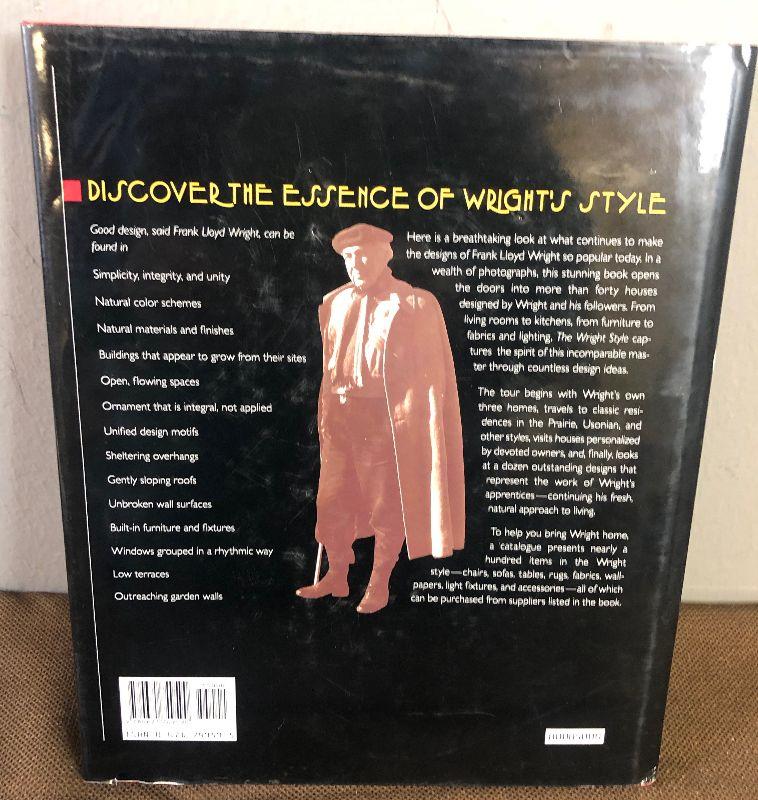 DISCOVER THE ESSENCE OF WRIGHT'S STYLE
Good design, said Frank Lloyd Wright, can be
found in
Simplicity, integrity, and unity
Natural color schemes
Natural materials and finishes
Buildings that appear to grow from their sites
Open, flowing spaces
Ornament that is integral, not applied
Unified design motifs
Sheltering overhangs
Gently sloping roofs
Unbroken wall surfaces
Built-in furniture and fixtures
Windows grouped in a rhythmic way
Low terraces
Outreaching garden walls
Here is a breathtaking look at what continues to make
the designs of Frank Lloyd Wright so popular today. In a
wealth of photographs, this stunning book opens
the doors into more than forty houses
designed by Wright and his followers. From
living rooms to kitchens, from furniture to
fabrics and lighting, The Wright Style cap-
tures the spirit of this incomparable mas-
ter through countless design ideas.
The tour begins with Wright's own
three homes, travels to classic resi-
dences in the Prairie, Usonian, and
other styles, visits houses personalized
by devoted owners, and, finally, looks
at a dozen outstanding designs that
represent the work of Wright's
apprentices—continuing his fresh,
natural approach to living.
To help you bring Wright home,
a catalogue presents nearly a
hundred items in the Wright
style—chairs, sofas, tables, rugs, fabrics, wall-
papers, light fixtures, and accessories—all of which
can be purchased from suppliers listed in the book.
ISBN